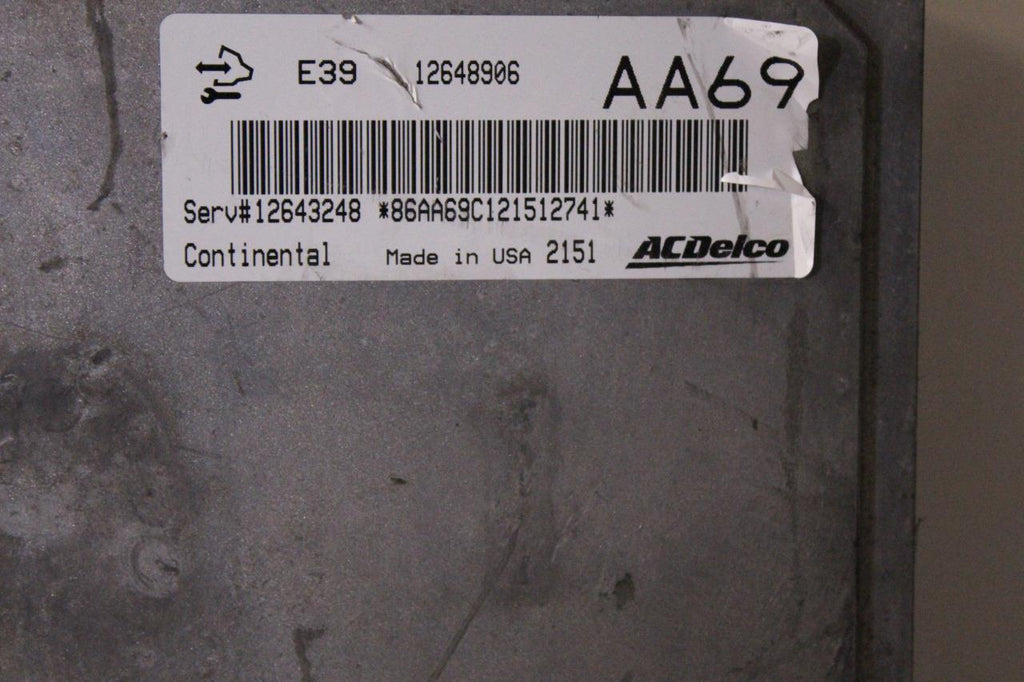 E39 12648906 AA69
Serv#12643248 *86AA69C121512741*
Continental Made in USA 2151 ACDelco